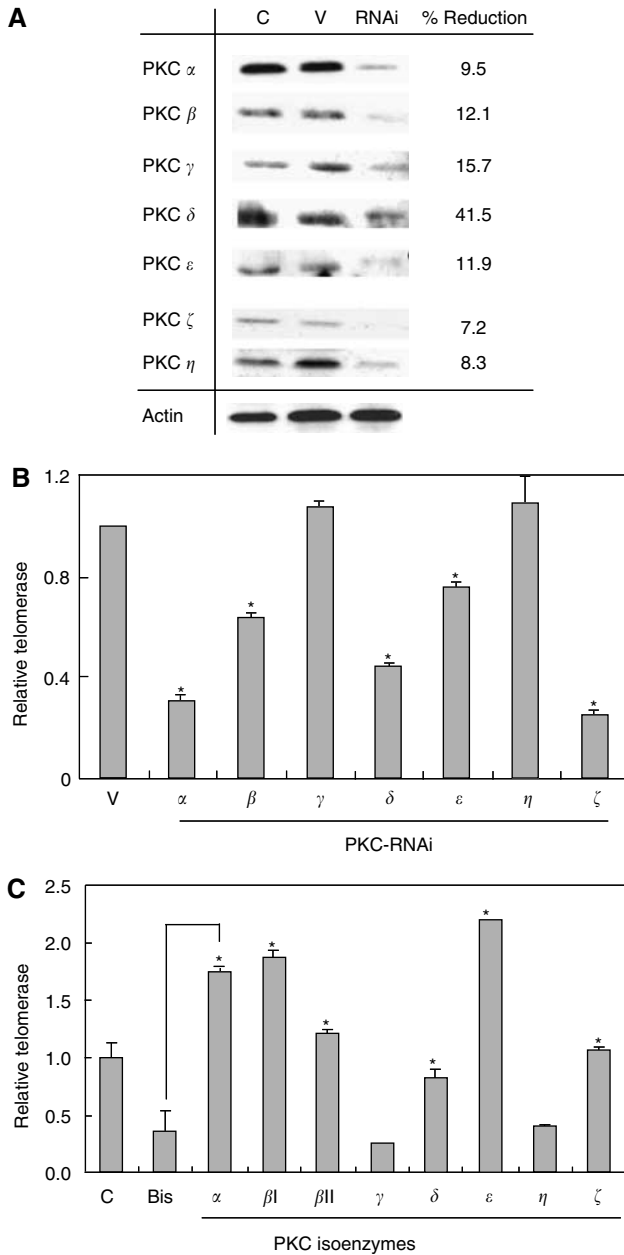 A
C V RNAi % Reduction
PKC α 9.5
PKC β 12.1
PKC γ 15.7
PKC δ 41.5
PKC ε 11.9
PKC ζ 7.2
PKC η 8.3
Actin
B
1.2
0.8
0.4
0
Relative telomerase
* * * * *
V α β γ δ ε η ζ
PKC-RNAi
C
2.5
2.0
1.5
1.0
0.5
0.0
Relative telomerase
* * * * * *
C Bis α βI βII γ δ ε η ζ
PKC isoenzymes